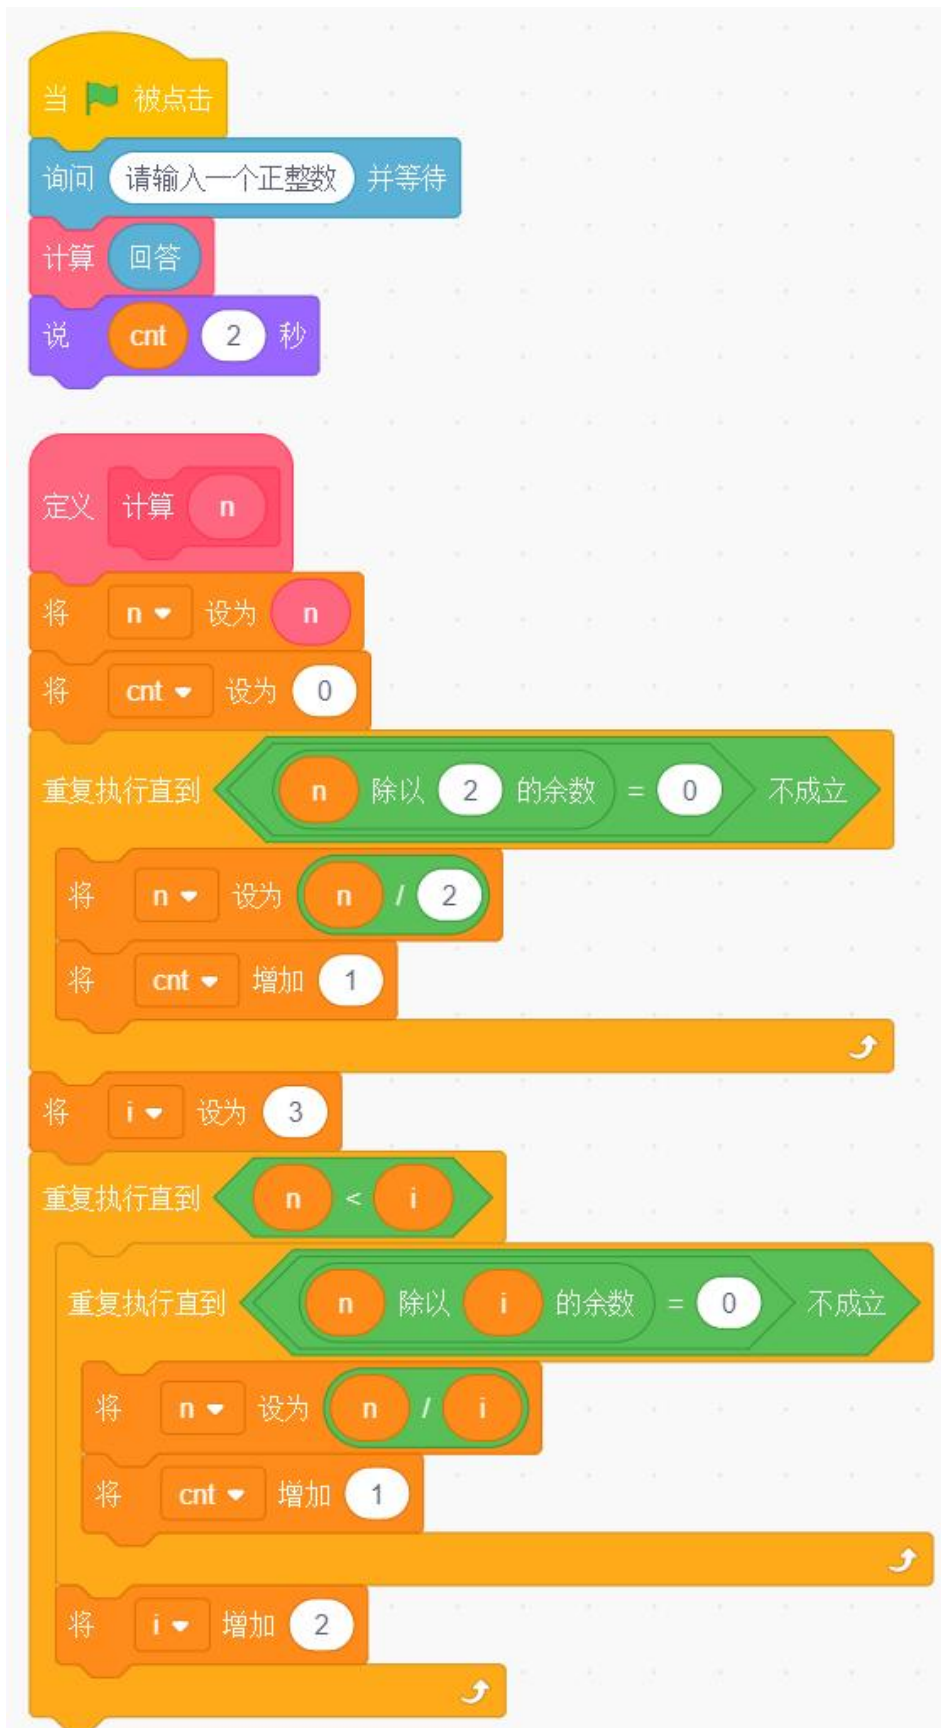 当 被点击
询问 请输入一个正整数 并等待
计算 回答
说 cnt 2 秒
定义 计算 n
将 n 设为 n
将 cnt 设为 0
重复执行直到 n 除以 2 的余数 = 0 不成立
将 n 设为 n / 2
将 cnt 增加 1
将 i 设为 3
重复执行直到 n < i
重复执行直到 n 除以 i 的余数 = 0 不成立
将 n 设为 n / i
将 cnt 增加 1
将 i 增加 2